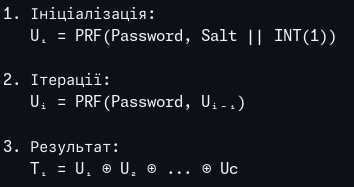 1. Ініціалізація:
U₁ = PRF(Password, Salt || INT(1))
2. Ітерації:
Uᵢ = PRF(Password, Uᵢ₋₁)
3. Результат:
T₁ = U₁ ⊕ U₂ ⊕ ... ⊕ Uc